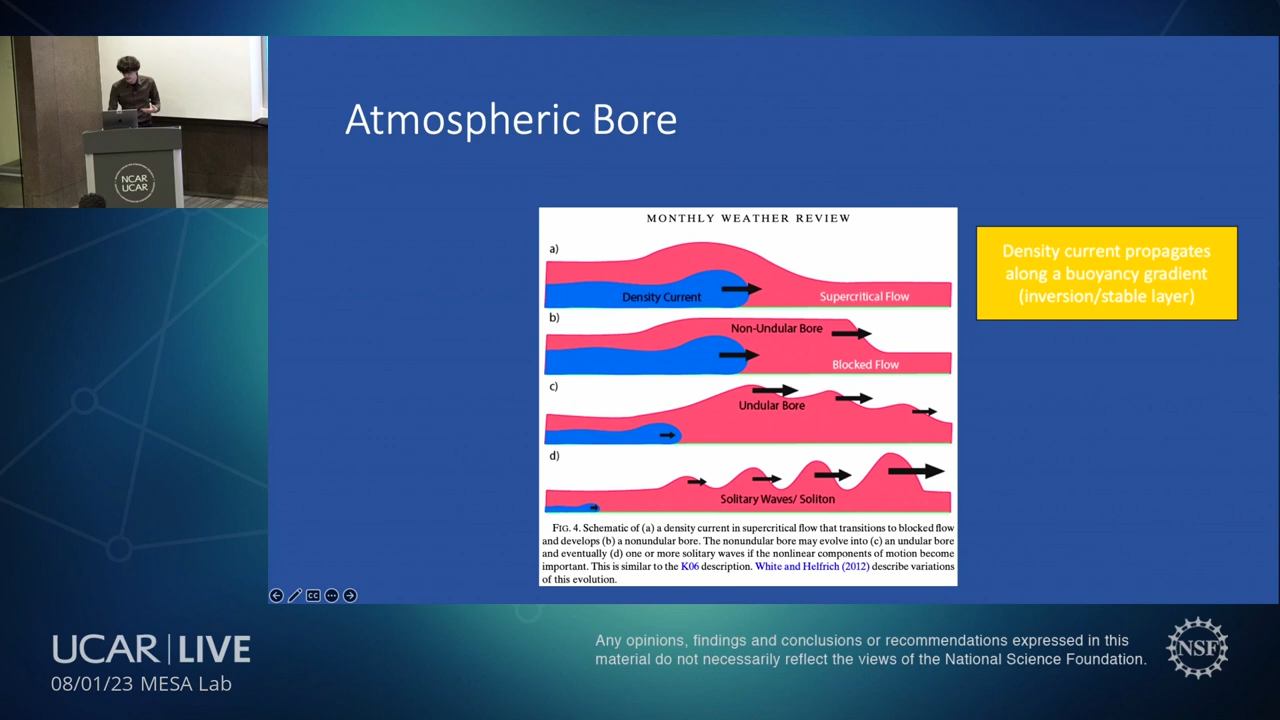 Atmospheric Bore
NCAR
UCAR
MONTHLY WEATHER REVIEW
a)
Density Current
Supercritical Flow
b)
Non-Undular Bore
Blocked Flow
c)
Undular Bore
d)
Solitary Waves/ Soliton
FIG. 4. Schematic of (a) a density current in supercritical flow that transitions to blocked flow
and develops (b) a nonundular bore. The nonundular bore may evolve into (c) an undular bore
and eventually (d) one or more solitary waves if the nonlinear components of motion become
important. This is similar to the K06 description. White and Helfrich (2012) describe variations
of this evolution.
Density current propagates
along a buoyancy gradient
(inversion/stable layer)
CC
UCAR | LIVE
08/01/23 MESA Lab
Any opinions, findings and conclusions or recommendations expressed in this
material do not necessarily reflect the views of the National Science Foundation.
NSF